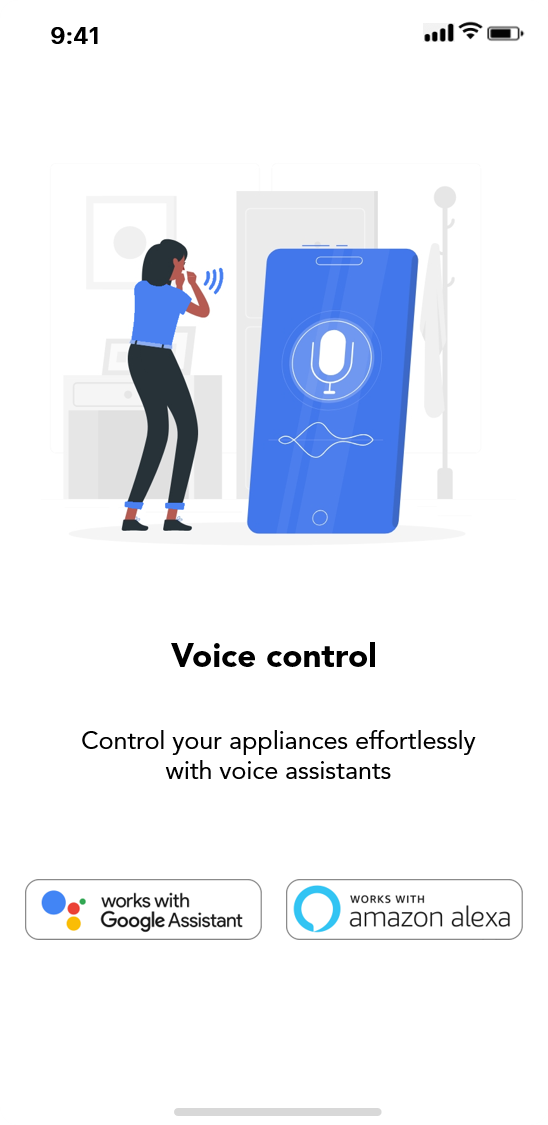 9:41
Voice control
Control your appliances effortlessly
with voice assistants
works with
Google Assistant
WORKS WITH
amazon alexa